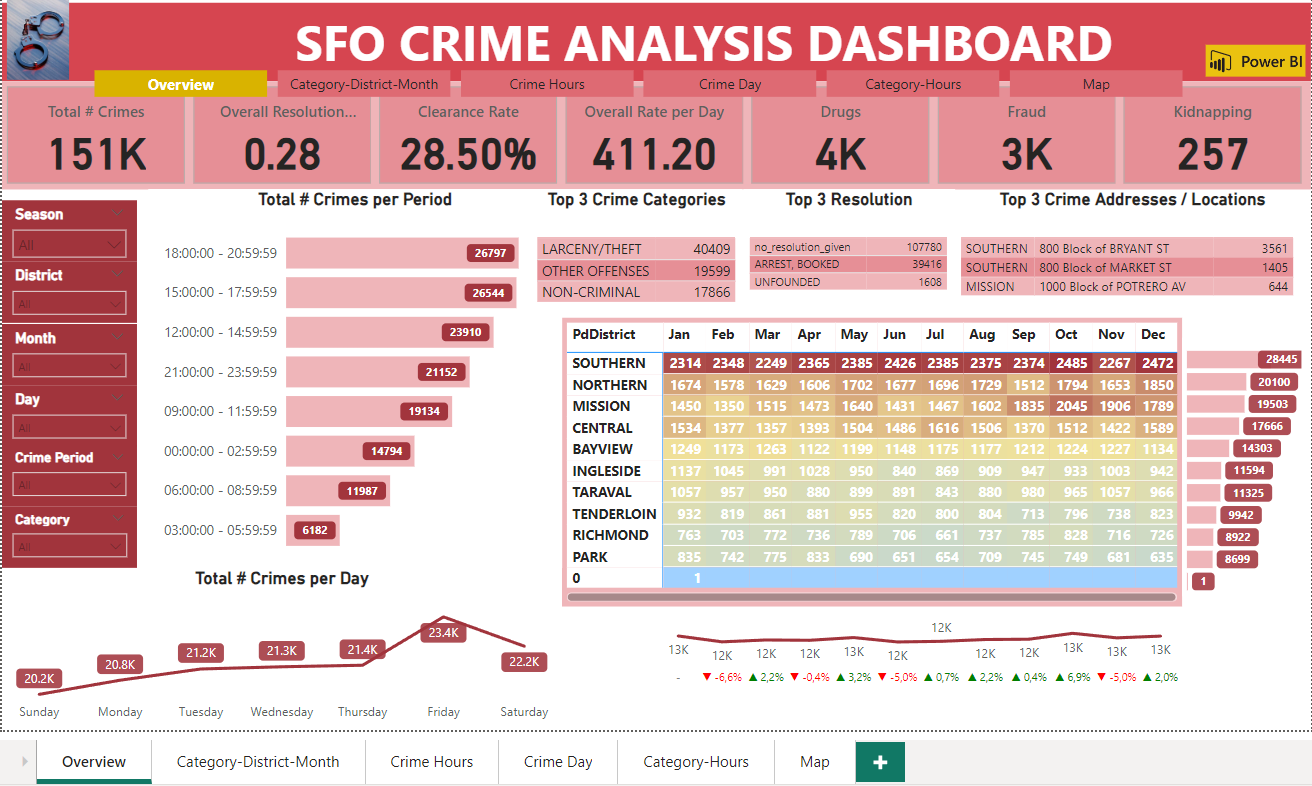 SFO CRIME ANALYSIS DASHBOARD
Power BI
Overview Category-District-Month Crime Hours Crime Day Category-Hours Map
Total # Crimes Overall Resolution... Clearance Rate Overall Rate per Day Drugs Fraud Kidnapping
151K 0.28 28.50% 411.20 4K 3K 257
Season
All
District
All
Month
All
Day
All
Crime Period
All
Category
All
Total # Crimes per Period
18:00:00 - 20:59:59 26797
15:00:00 - 17:59:59 26544
12:00:00 - 14:59:59 23910
21:00:00 - 23:59:59 21152
09:00:00 - 11:59:59 19134
00:00:00 - 02:59:59 14794
06:00:00 - 08:59:59 11987
03:00:00 - 05:59:59 6182
Top 3 Crime Categories
LARCENY/THEFT 40409
OTHER OFFENSES 19599
NON-CRIMINAL 17866
Top 3 Resolution
no_resolution_given 107780
ARREST, BOOKED 39416
UNFOUNDED 1608
Top 3 Crime Addresses / Locations
SOUTHERN 800 Block of BRYANT ST 3561
SOUTHERN 800 Block of MARKET ST 1405
MISSION 1000 Block of POTRERO AV 644
PdDistrict Jan Feb Mar Apr May Jun Jul Aug Sep Oct Nov Dec
SOUTHERN 2314 2348 2249 2365 2385 2426 2385 2375 2374 2485 2267 2472 28445
NORTHERN 1674 1578 1629 1606 1702 1677 1696 1729 1512 1794 1653 1850 20100
MISSION 1450 1350 1515 1473 1640 1431 1467 1602 1835 2045 1906 1789 19503
CENTRAL 1534 1377 1357 1393 1504 1486 1616 1506 1370 1512 1422 1589 17666
BAYVIEW 1249 1173 1263 1122 1199 1148 1175 1177 1212 1224 1227 1134 14303
INGLESIDE 1137 1045 991 1028 950 840 869 909 947 933 1003 942 11594
TARAVAL 1057 957 950 880 899 891 843 880 980 965 1057 966 11325
TENDERLOIN 932 819 861 881 955 820 800 804 713 796 738 823 9942
RICHMOND 763 703 772 736 789 706 661 737 785 828 716 726 8922
PARK 835 742 775 833 690 651 654 709 745 749 681 635 8699
0 1 1
Total # Crimes per Day
20.2K 20.8K 21.2K 21.3K 21.4K 23.4K 22.2K
Sunday Monday Tuesday Wednesday Thursday Friday Saturday
13K 12K 12K 12K 13K 12K 12K 12K 12K 13K 13K 13K
- ▼ -6,6% ▲ 2,2% ▼ -0,4% ▲ 3,2% ▼ -5,0% ▲ 0,7% ▲ 2,2% ▲ 0,4% ▲ 6,9% ▼ -5,0% ▲ 2,0%
Overview Category-District-Month Crime Hours Crime Day Category-Hours Map +